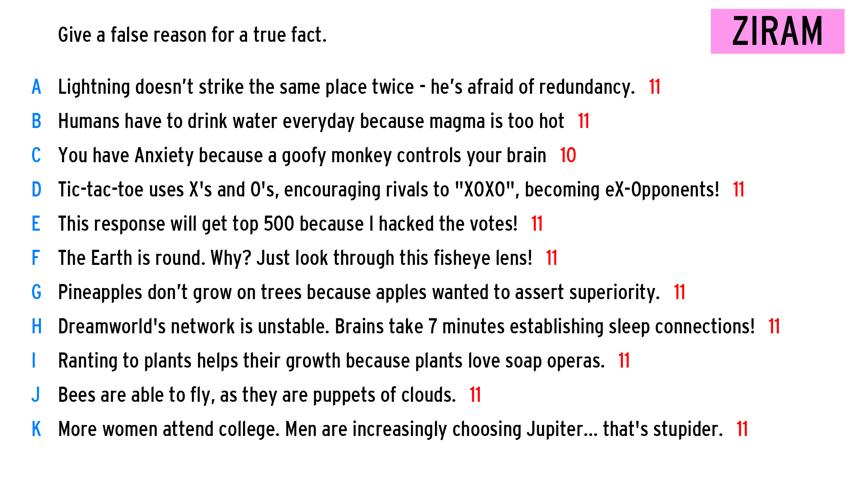 Give a false reason for a true fact.
ZIRAM
A Lightning doesn't strike the same place twice - he's afraid of redundancy. 11
B Humans have to drink water everyday because magma is too hot 11
C You have Anxiety because a goofy monkey controls your brain 10
D Tic-tac-toe uses X's and O's, encouraging rivals to "XOXO", becoming eX-Opponents! 11
E This response will get top 500 because I hacked the votes! 11
F The Earth is round. Why? Just look through this fisheye lens! 11
G Pineapples don't grow on trees because apples wanted to assert superiority. 11
H Dreamworld's network is unstable. Brains take 7 minutes establishing sleep connections! 11
I Ranting to plants helps their growth because plants love soap operas. 11
J Bees are able to fly, as they are puppets of clouds. 11
K More women attend college. Men are increasingly choosing Jupiter... that's stupider. 11